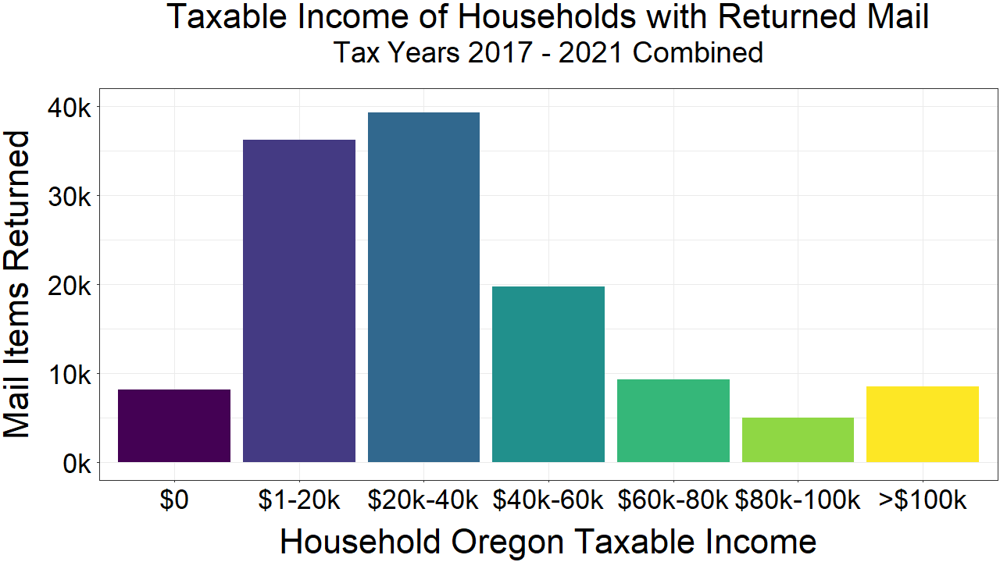 Taxable Income of Households with Returned Mail
Tax Years 2017 - 2021 Combined
Mail Items Returned
40k
30k
20k
10k
0k
$0 $1-20k $20k-40k $40k-60k $60k-80k $80k-100k >$100k
Household Oregon Taxable Income